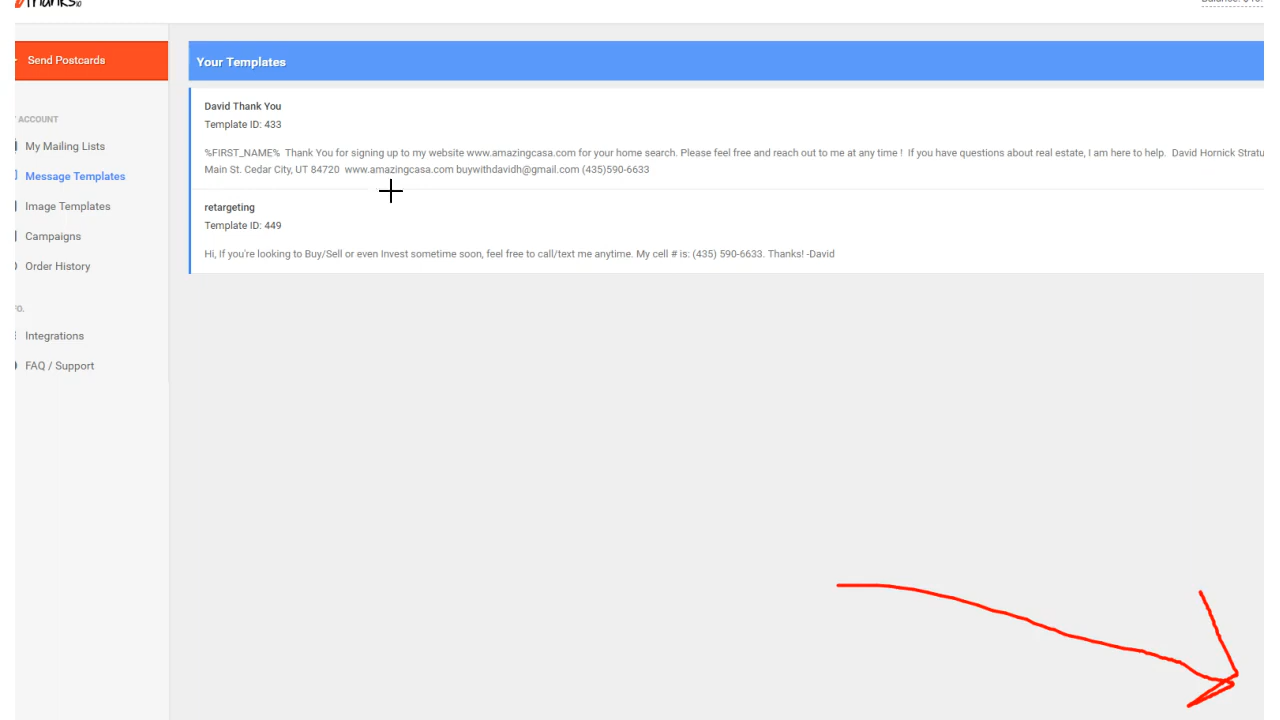 Thanks.io
Send Postcards
ACCOUNT
My Mailing Lists
Message Templates
Image Templates
Campaigns
Order History
FO.
Integrations
FAQ / Support
Your Templates
David Thank You
Template ID: 433
%FIRST_NAME%  Thank You for signing up to my website www.amazingcasa.com for your home search. Please feel free and reach out to me at any time !  If you have questions about real estate, I am here to help.  David Hornick Stratu
Main St. Cedar City, UT 84720  www.amazingcasa.com buywithdavidh@gmail.com (435)590-6633
retargeting
Template ID: 449
Hi, If you're looking to Buy/Sell or even Invest sometime soon, feel free to call/text me anytime. My cell # is: (435) 590-6633. Thanks! -David